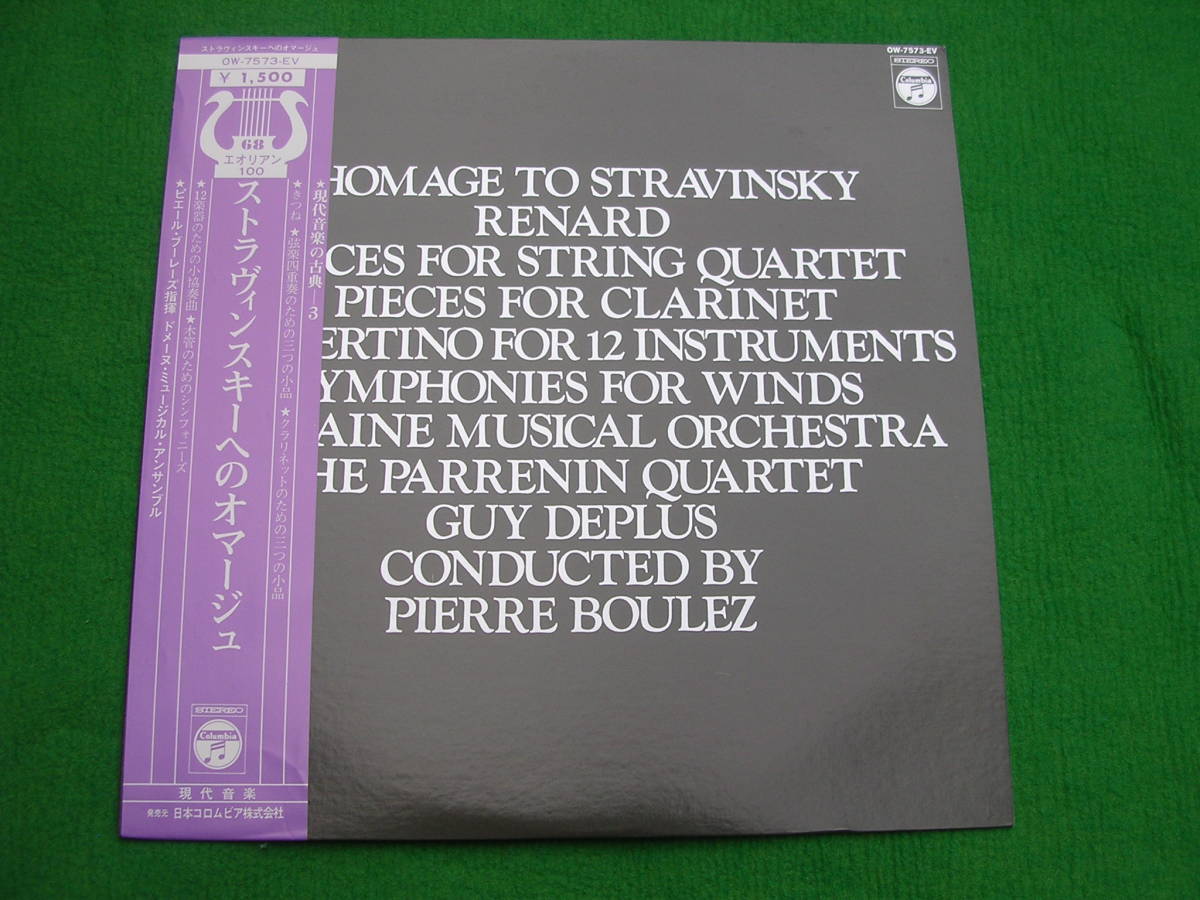 ストラヴィンスキーへのオマージュ
OW-7573-EV
¥ 1,500
68
エオリアン
100
★現代音楽の古典—3
★きつね ★弦楽四重奏のための三つの小品 ★クラリネットのための三つの小品
ストラヴィンスキーへのオマージュ
★12楽器のための小協奏曲 ★木管のためのシンフォニーズ
★ピエール・ブーレーズ指揮 ドメーヌ・ミュージカル・アンサンブル
STEREO
Columbia
現代音楽
発売元 日本コロムビア株式会社
OW-7573-EV
STEREO
Columbia
HOMAGE TO STRAVINSKY
RENARD
CES FOR STRING QUARTET
PIECES FOR CLARINET
ERTINO FOR 12 INSTRUMENTS
YMPHONIES FOR WINDS
AINE MUSICAL ORCHESTRA
HE PARRENIN QUARTET
GUY DEPLUS
CONDUCTED BY
PIERRE BOULEZ